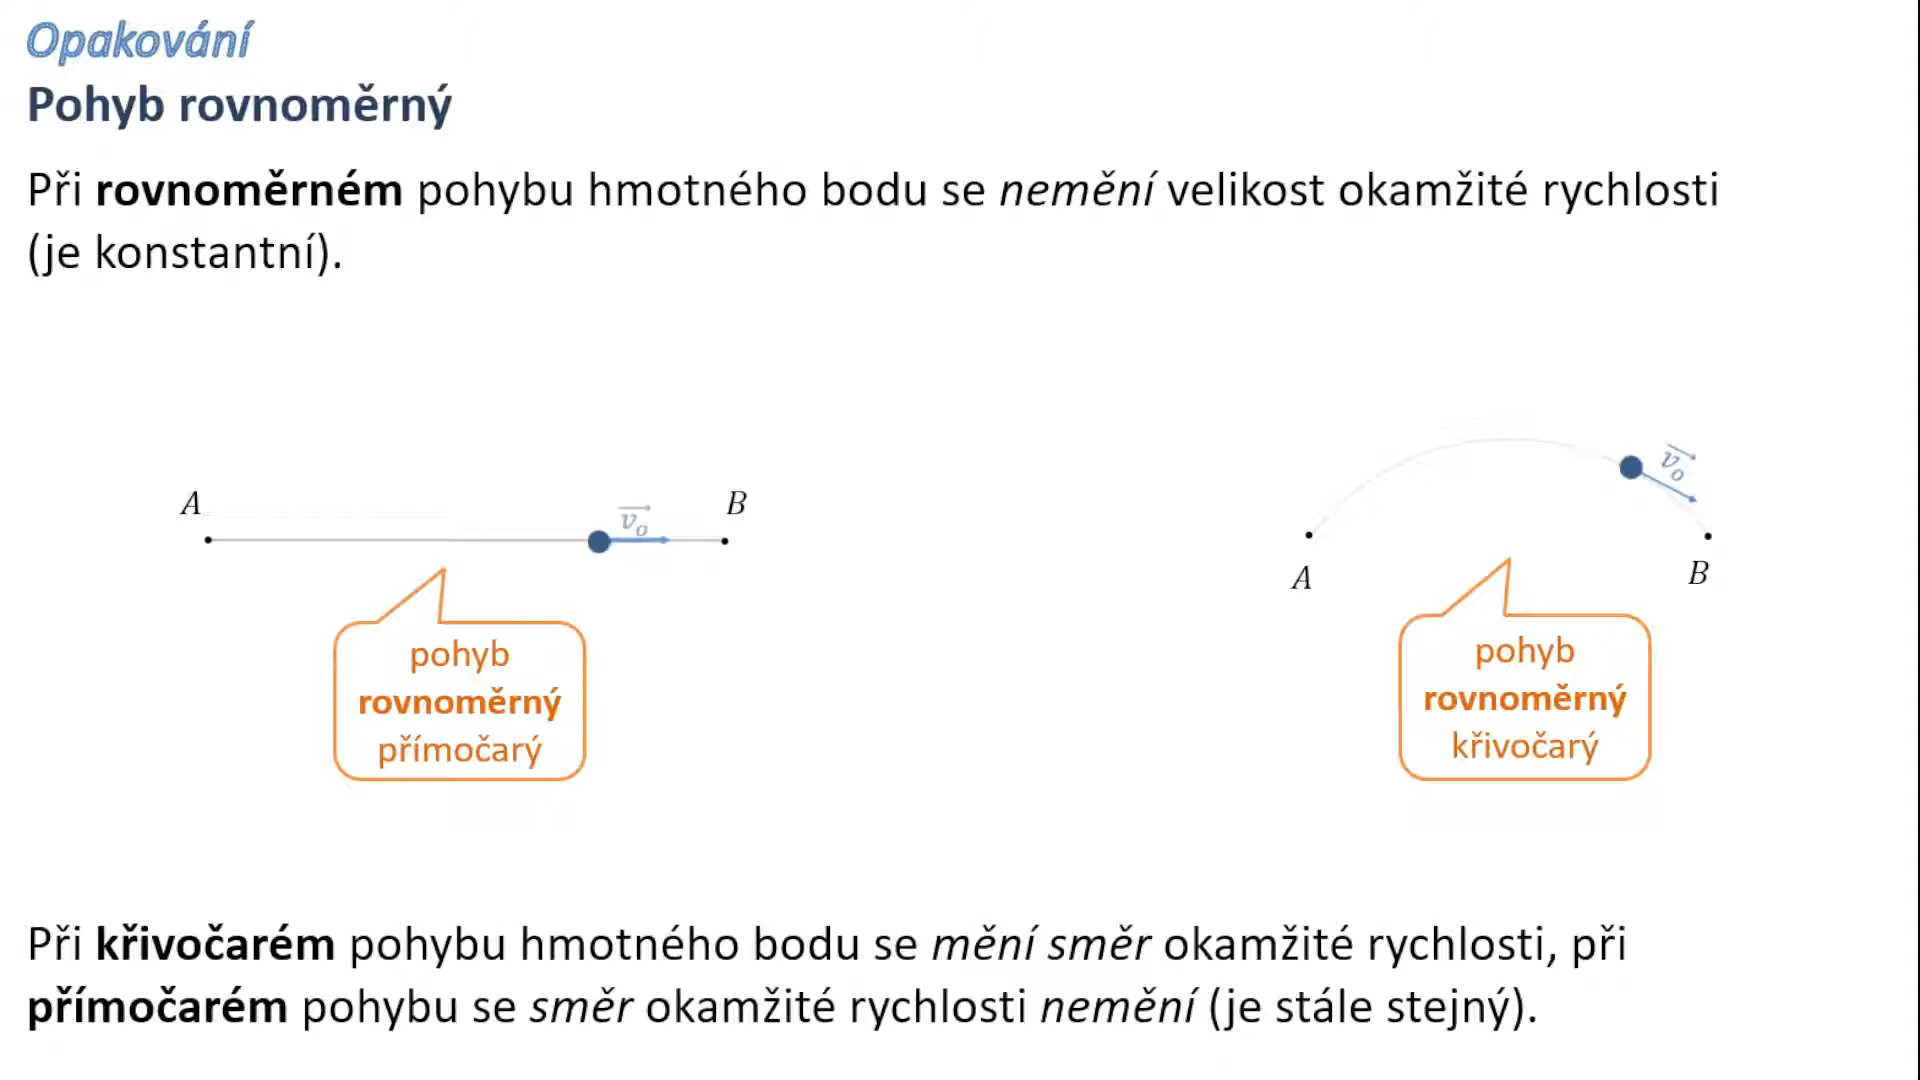 Opakování
Pohyb rovnoměrný
Při rovnoměrném pohybu hmotného bodu se nemění velikost okamžité rychlosti
(je konstantní).
A
v₀
B
pohyb
rovnoměrný
přímočarý
v₀
A
B
pohyb
rovnoměrný
křivočarý
Při křivočarém pohybu hmotného bodu se mění směr okamžité rychlosti, při
přímočarém pohybu se směr okamžité rychlosti nemění (je stále stejný).